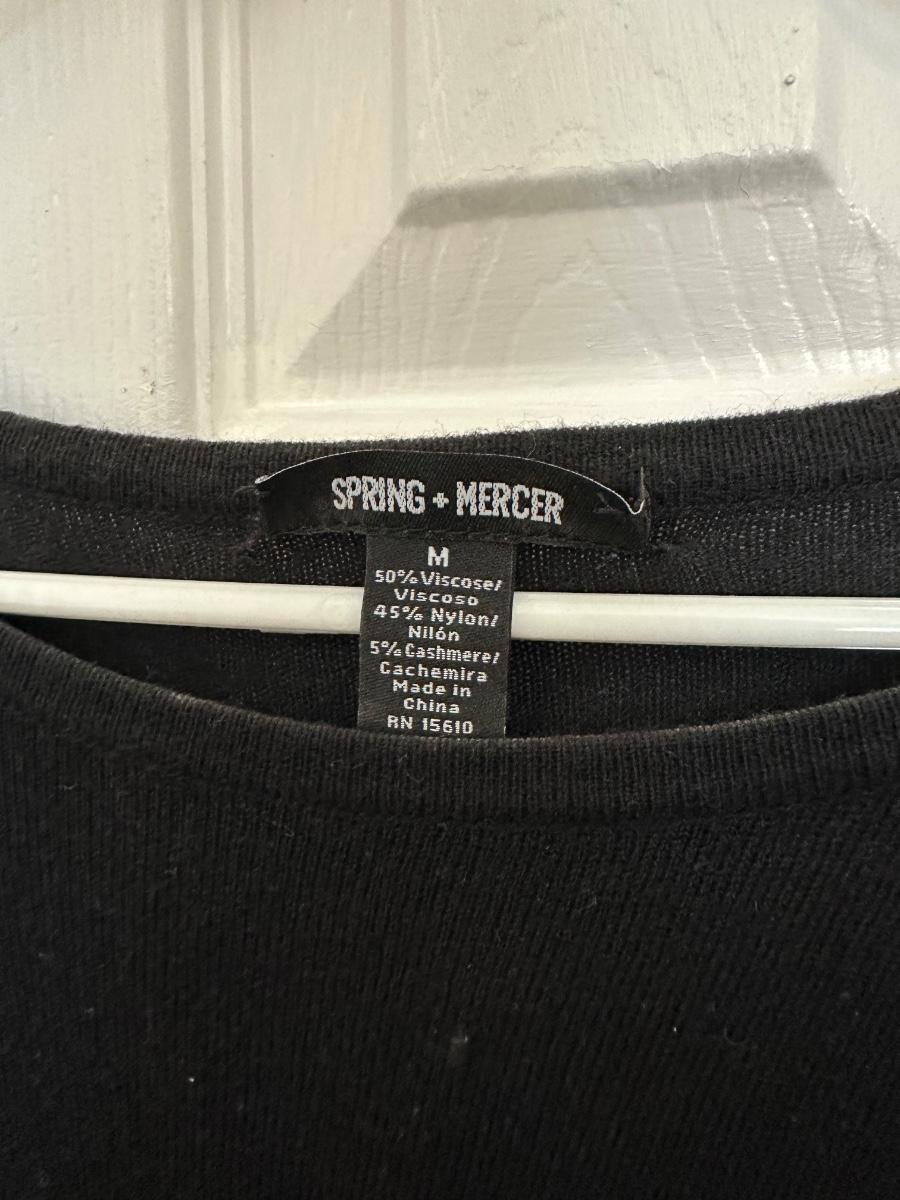 SPRING + MERCER
M
50% Viscose/
Viscoso
45% Nylon/
Nilón
5% Cashmere/
Cachemira
Made in
China
RN 15610